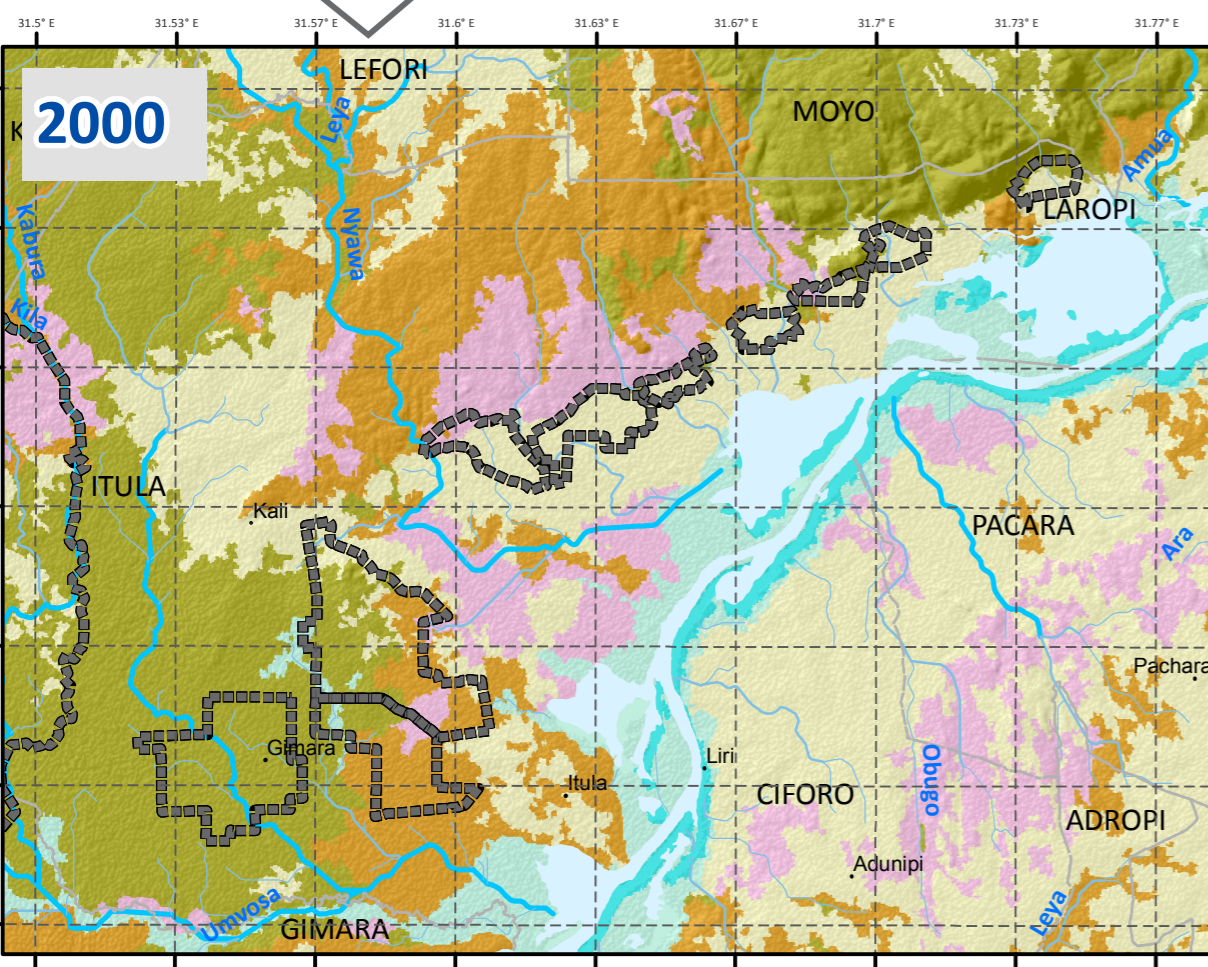 31.5° E 31.53° E 31.57° E 31.6° E 31.63° E 31.67° E 31.7° E 31.73° E 31.77° E
LEFORI
2000
K
MOYO
Leya
Amua
LAROPI
Kabura
Nyawa
Kila
ITULA
Kali
PACARA
Ara
Pachara
Gimara
Liri
Itula
Obugo
CIFORO
ADROPI
Adunipi
Umvosa
GIMARA
Leya